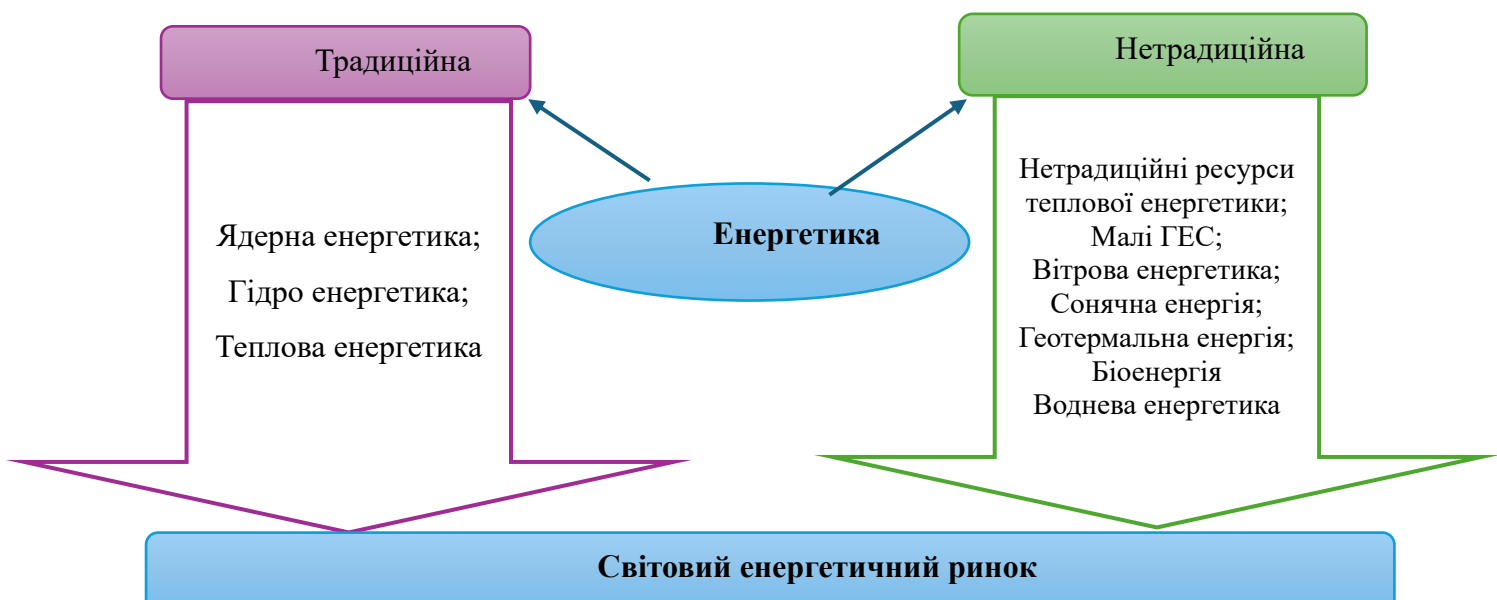 Традиційна
Нетрадиційна
Енергетика
Ядерна енергетика;
Гідро енергетика;
Теплова енергетика
Нетрадиційні ресурси
теплової енергетики;
Малі ГЕС;
Вітрова енергетика;
Сонячна енергія;
Геотермальна енергія;
Біоенергія
Воднева енергетика
Світовий енергетичний ринок